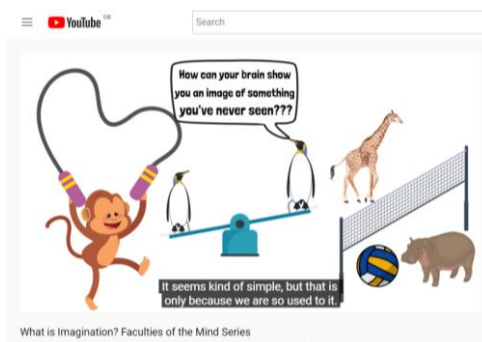 YouTube GB
Search
How can your brain show
you an image of something
you've never seen???
It seems kind of simple, but that is
only because we are so used to it.
What is Imagination? Faculties of the Mind Series